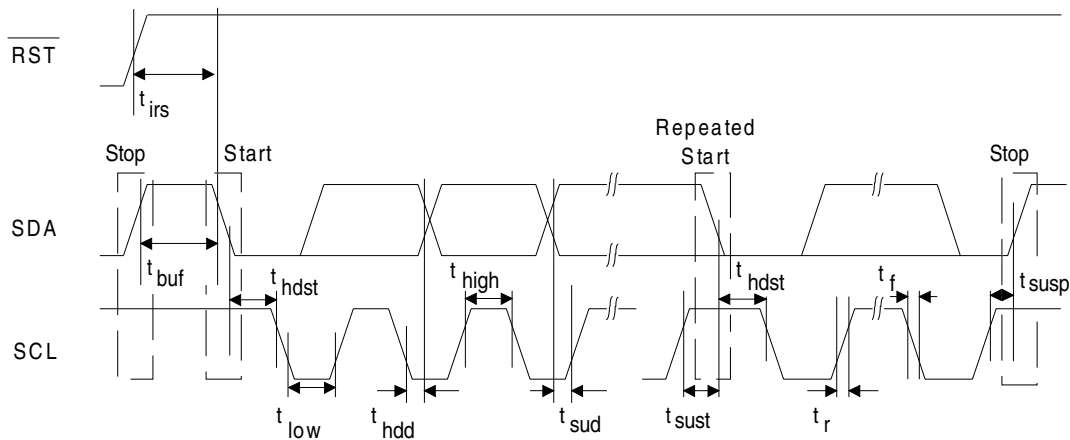 RST
t irs
Repeated
Stop Start Start Stop
SDA
t buf t hdst t high t hdst t f t susp
SCL
t low t hdd t sud t sust t r